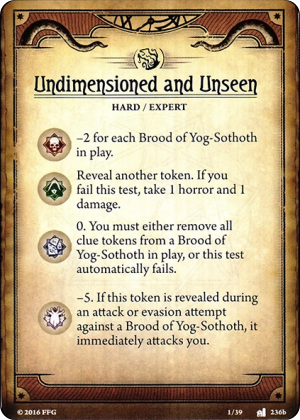 Undimensioned and Unseen
HARD / EXPERT
–2 for each Brood of Yog-Sothoth
in play.
Reveal another token. If you
fail this test, take 1 horror and 1
damage.
0. You must either remove all
clue tokens from a Brood of
Yog-Sothoth in play, or this test
automatically fails.
–5. If this token is revealed during
an attack or evasion attempt
against a Brood of Yog-Sothoth, it
immediately attacks you.
© 2016 FFG 1/39 236b